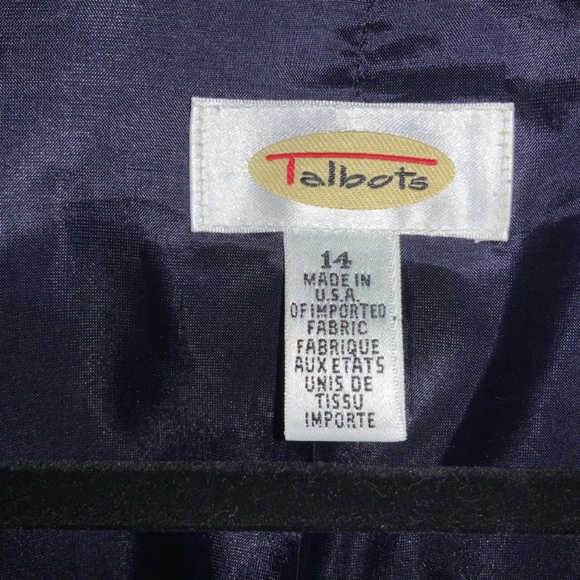 Talbots
14
MADE IN
U.S.A.
OF IMPORTED
FABRIC
FABRIQUE
AUX ETATS
UNIS DE
TISSU
IMPORTE